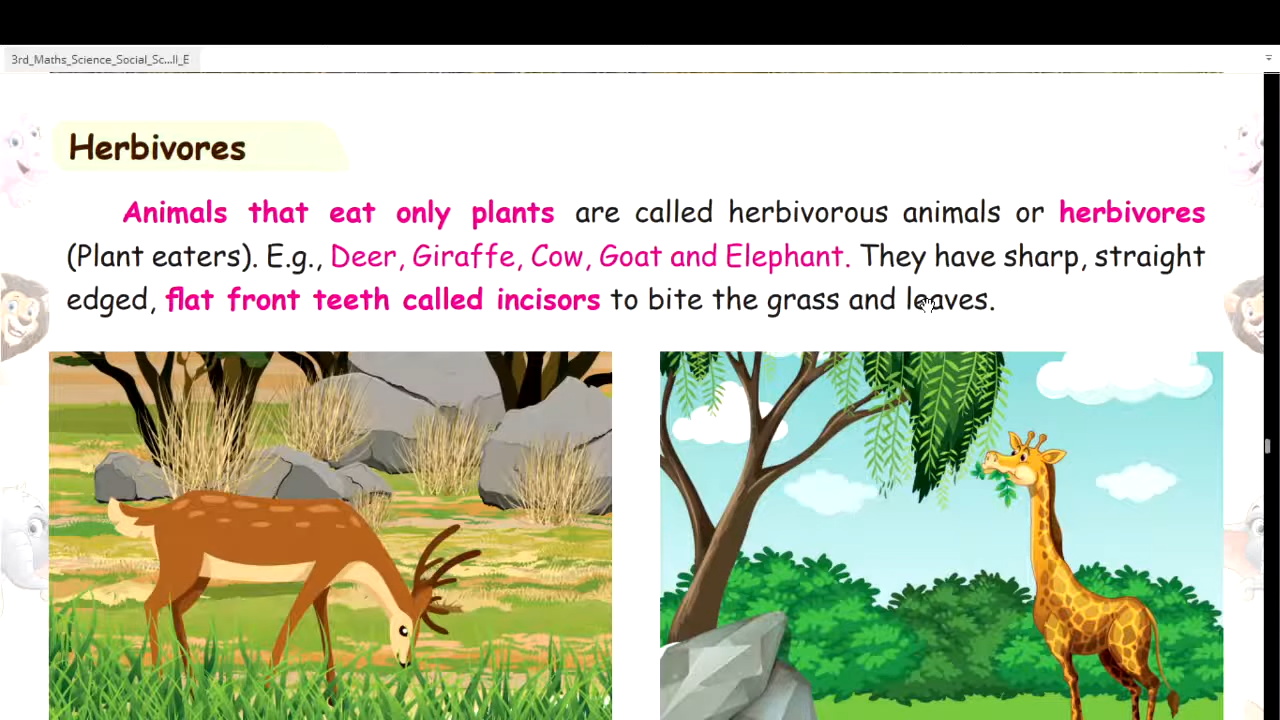 3rd_Maths_Science_Social_Sc...ll_E
Herbivores
Animals that eat only plants are called herbivorous animals or herbivores
(Plant eaters). E.g., Deer, Giraffe, Cow, Goat and Elephant. They have sharp, straight
edged, flat front teeth called incisors to bite the grass and leaves.